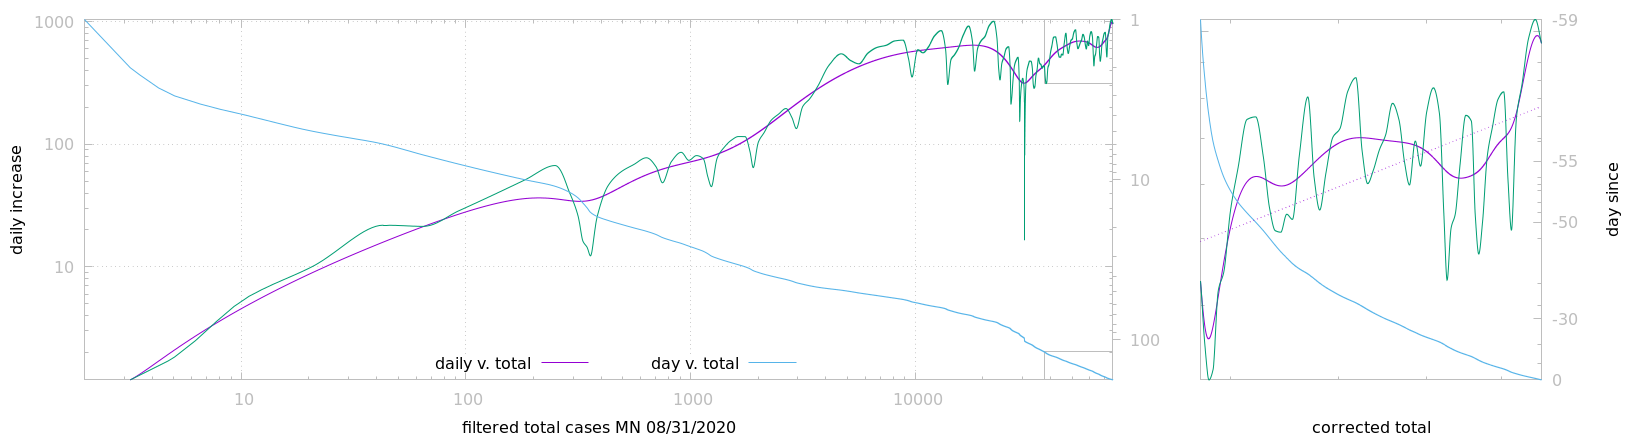 1000
100
10
daily increase
daily v. total
day v. total
10
100
1000
10000
filtered total cases MN 08/31/2020
1
10
100
-59
-55
-50
-30
0
day since
corrected total